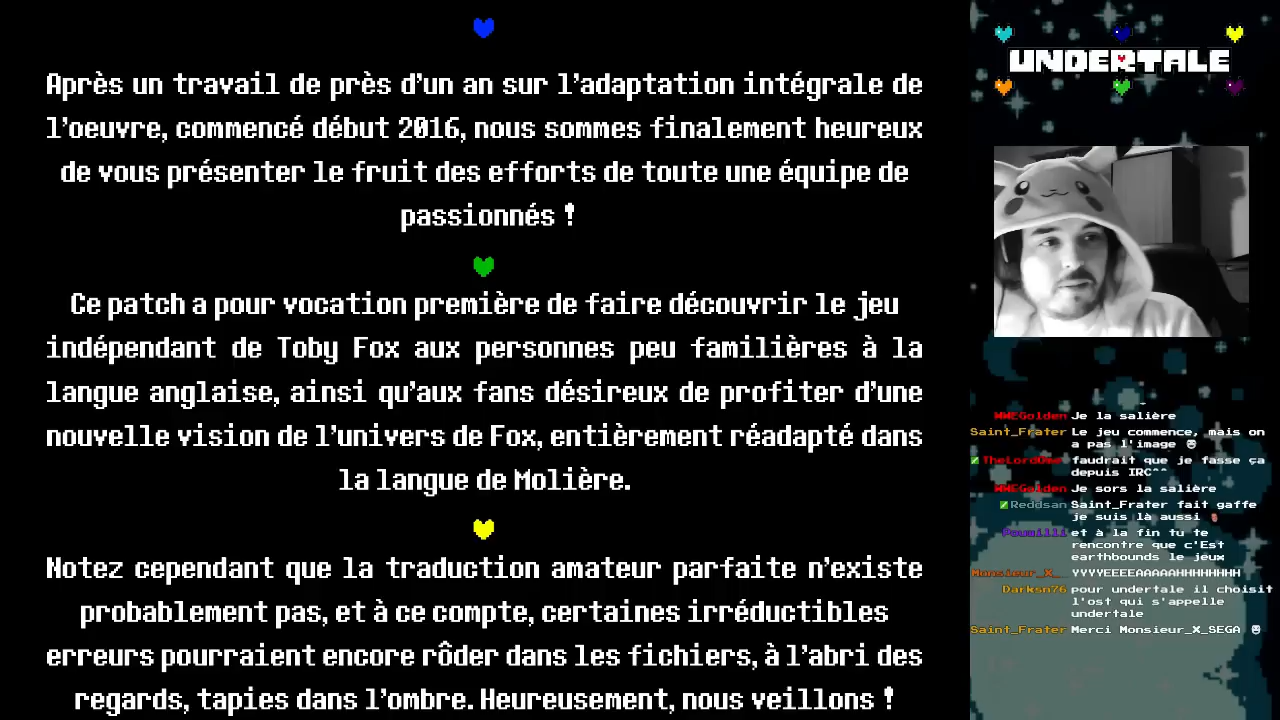 Après un travail de près d'un an sur l'adaptation intégrale de
l'oeuvre, commencé début 2016, nous sommes finalement heureux
de vous présenter le fruit des efforts de toute une équipe de
passionnés !
Ce patch a pour vocation première de faire découvrir le jeu
indépendant de Toby Fox aux personnes peu familières à la
langue anglaise, ainsi qu'aux fans désireux de profiter d'une
nouvelle vision de l'univers de Fox, entièrement réadapté dans
la langue de Molière.
Notez cependant que la traduction amateur parfaite n'existe
probablement pas, et à ce compte, certaines irréductibles
erreurs pourraient encore rôder dans les fichiers, à l'abri des
regards, tapies dans l'ombre. Heureusement, nous veillons !
UNDERTALE
WWEGolden Je la salière
Saint_Frater Le jeu commence, mais on
a pas l'image
faudrait que je fasse ça
depuis IRC^^
WWEGolden Je sors la salière
Reddsan Saint_Frater fait gaffe
je suis là aussi
Pouwilli et à la fin tu te
rencontre que c'Est
earthbounds le jeux
Monsieur_X_ YYYYEEEEAAAAAHHHHHHHHH
Darksn76 pour undertale il choisit
l'ost qui s'appelle
undertale
Saint_Frater Merci Monsieur_X_SEGA